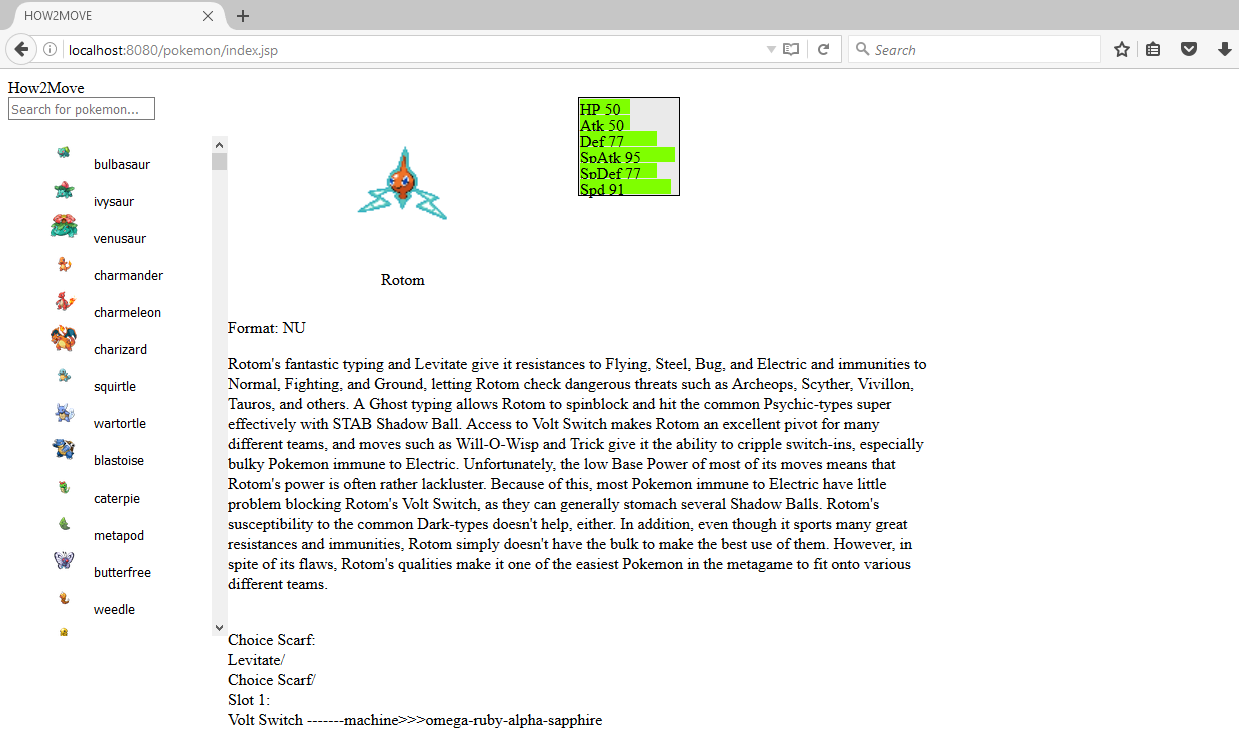 HOW2MOVE
localhost:8080/pokemon/index.jsp
Search
How2Move
Search for pokemon...
bulbasaur
ivysaur
venusaur
charmander
charmeleon
charizard
squirtle
wartortle
blastoise
caterpie
metapod
butterfree
weedle
Rotom
HP 50
Atk 50
Def 77
SpAtk 95
SpDef 77
Spd 91
Format: NU
Rotom's fantastic typing and Levitate give it resistances to Flying, Steel, Bug, and Electric and immunities to
Normal, Fighting, and Ground, letting Rotom check dangerous threats such as Archeops, Scyther, Vivillon,
Tauros, and others. A Ghost typing allows Rotom to spinblock and hit the common Psychic-types super
effectively with STAB Shadow Ball. Access to Volt Switch makes Rotom an excellent pivot for many
different teams, and moves such as Will-O-Wisp and Trick give it the ability to cripple switch-ins, especially
bulky Pokemon immune to Electric. Unfortunately, the low Base Power of most of its moves means that
Rotom's power is often rather lackluster. Because of this, most Pokemon immune to Electric have little
problem blocking Rotom's Volt Switch, as they can generally stomach several Shadow Balls. Rotom's
susceptibility to the common Dark-types doesn't help, either. In addition, even though it sports many great
resistances and immunities, Rotom simply doesn't have the bulk to make the best use of them. However, in
spite of its flaws, Rotom's qualities make it one of the easiest Pokemon in the metagame to fit onto various
different teams.
Choice Scarf:
Levitate/
Choice Scarf/
Slot 1:
Volt Switch -------machine>>>omega-ruby-alpha-sapphire